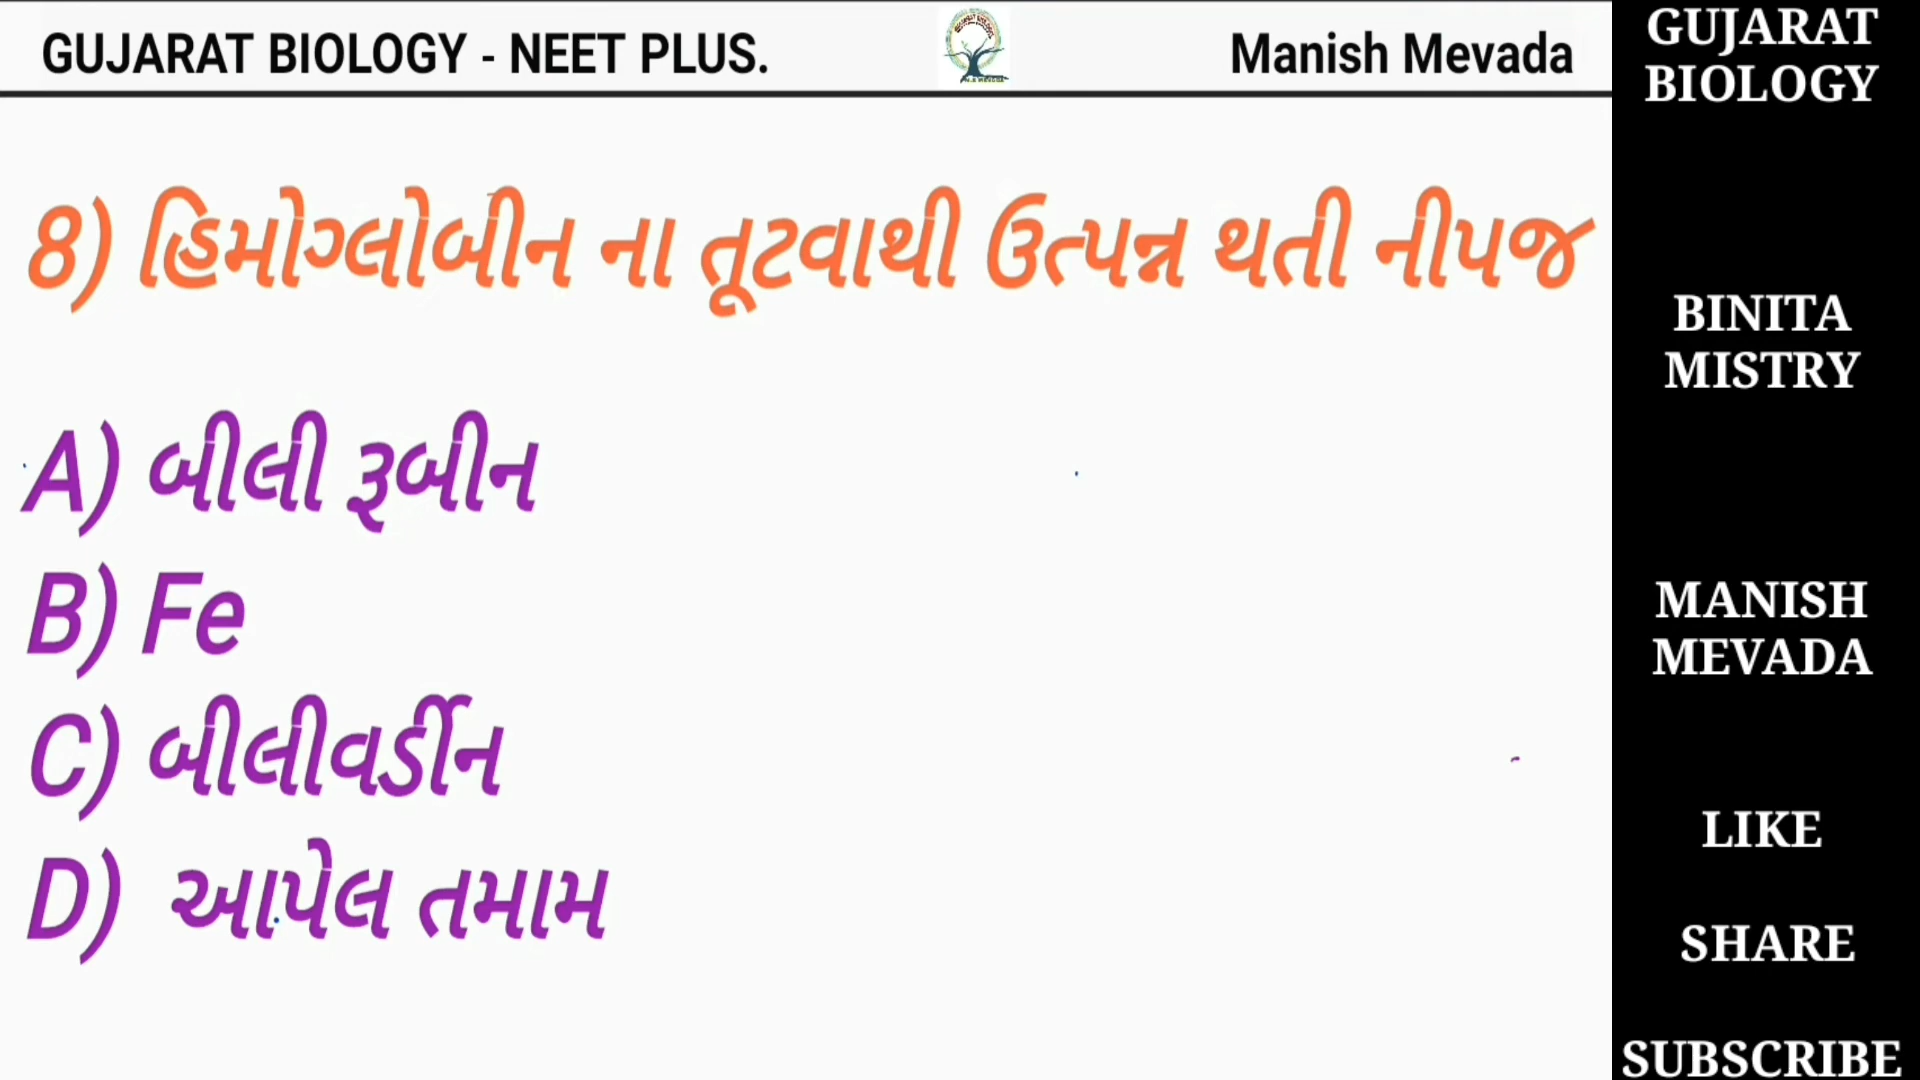 GUJARAT BIOLOGY - NEET PLUS.
Manish Mevada
8) હિમોગ્લોબીન ના તૂટવાથી ઉત્પન્ન થતી નીપજ
A) બીલી રૂબીન
B) Fe
C) બીલીવર્ડીન
D) આપેલ તમામ
GUJARAT
BIOLOGY
BINITA
MISTRY
MANISH
MEVADA
LIKE
SHARE
SUBSCRIBE